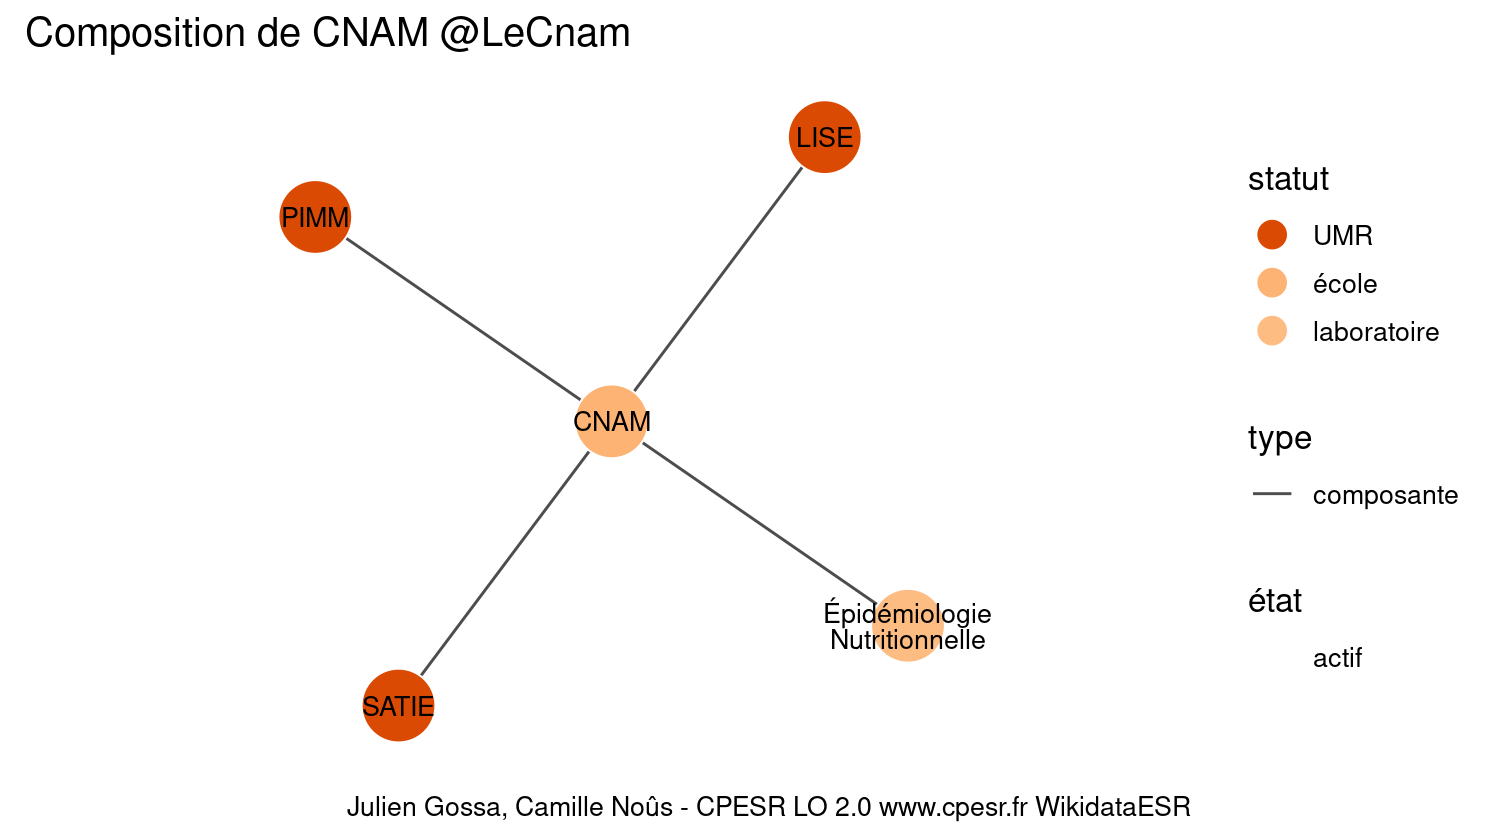 Composition de CNAM @LeCnam
LISE
PIMM
CNAM
Épidémiologie
Nutritionnelle
SATIE
statut
UMR
école
laboratoire
type
composante
état
actif
Julien Gossa, Camille Noûs - CPESR LO 2.0 www.cpesr.fr WikidataESR